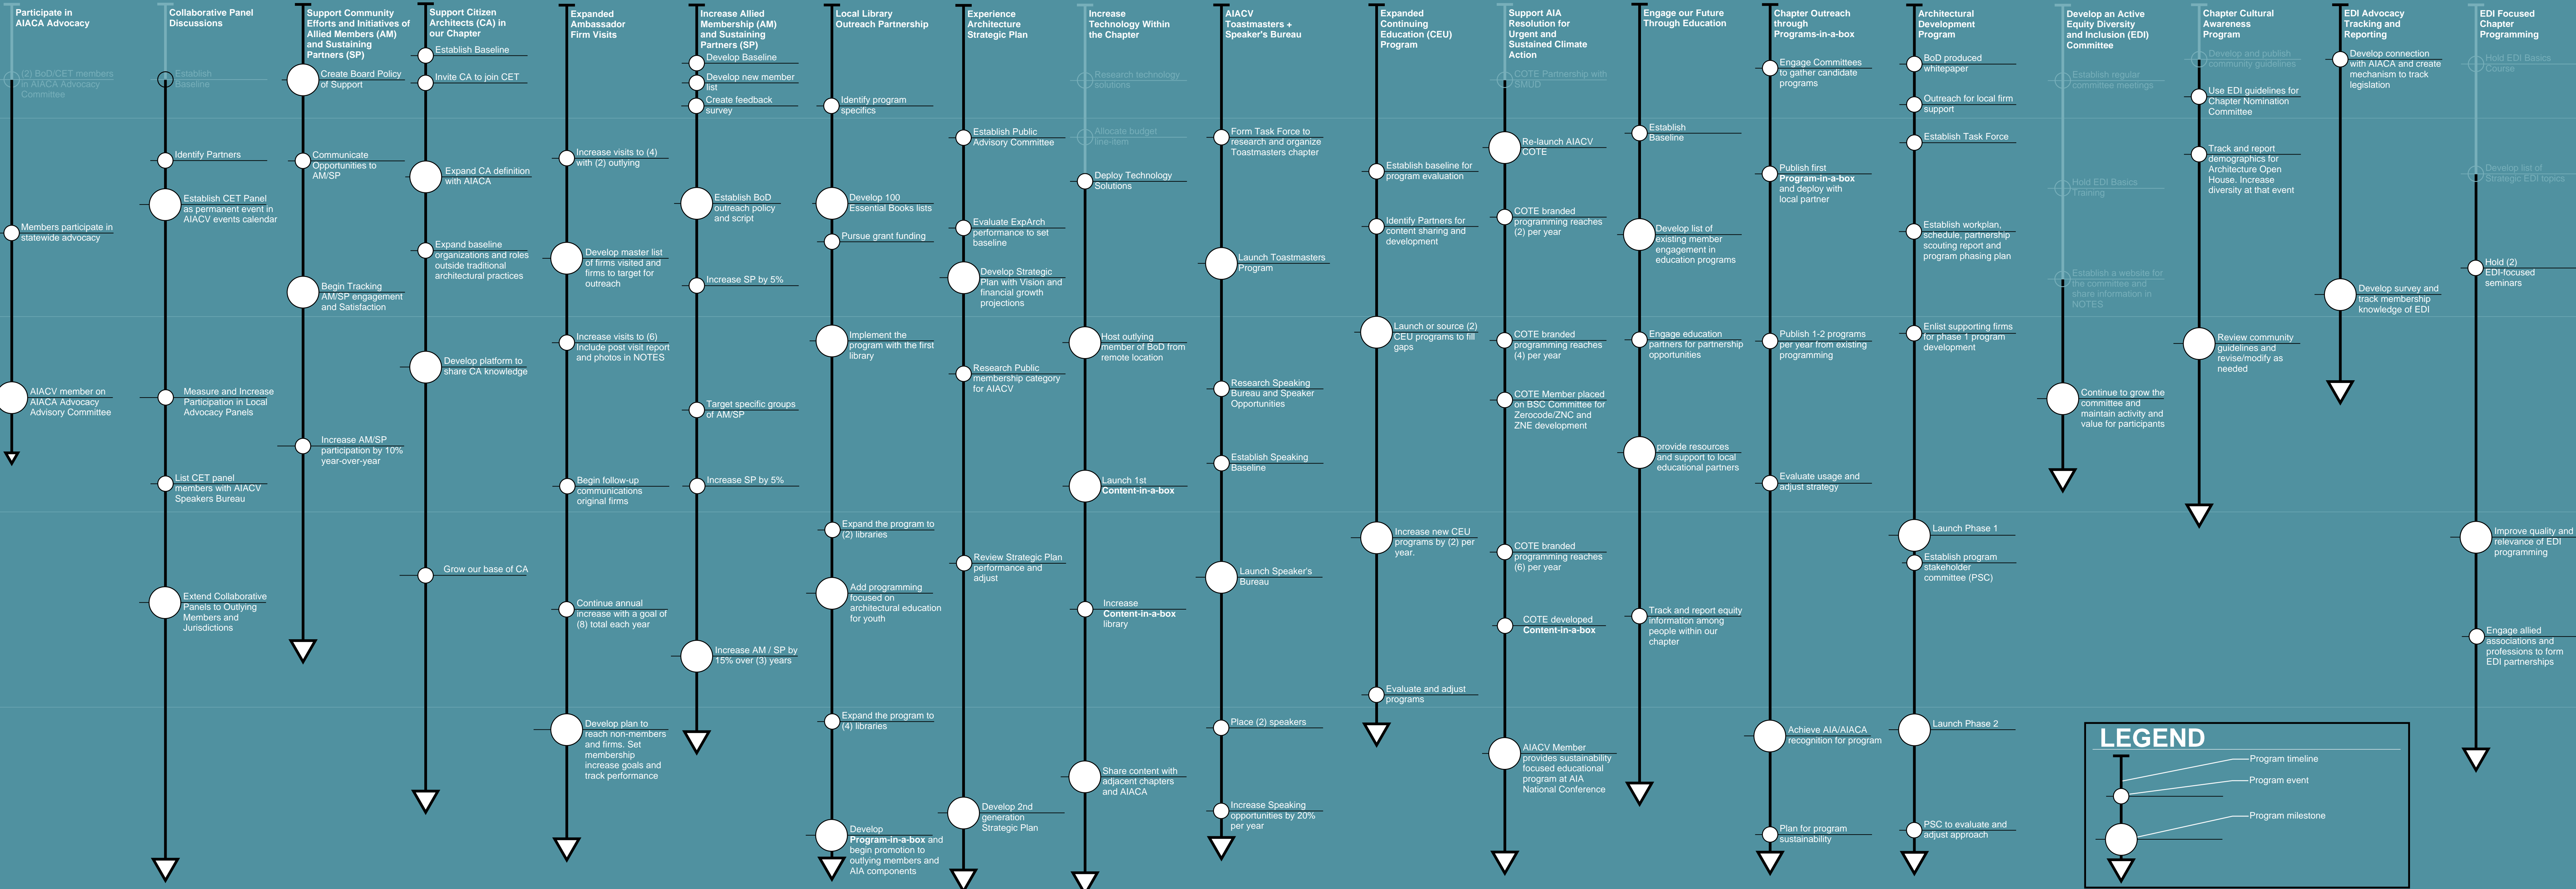 Participate in
AIACA Advocacy
(2) BoD/CET members
in AIACA Advocacy
Committee
Members participate in
statewide advocacy
AIACV member on
AIACA Advocacy
Advisory Committee
Collaborative Panel
Discussions
Establish
Baseline
Identify Partners
Establish CET Panel
as permanent event in
AIACV events calendar
Measure and Increase
Participation in Local
Advocacy Panels
List CET panel
members with AIACV
Speakers Bureau
Extend Collaborative
Panels to Outlying
Members and
Jurisdictions
Support Community
Efforts and Initiatives of
Allied Members (AM)
and Sustaining
Partners (SP)
Create Board Policy
of Support
Communicate
Opportunities to
AM/SP
Begin Tracking
AM/SP engagement
and Satisfaction
Increase AM/SP
participation by 10%
year-over-year
Support Citizen
Architects (CA) in
our Chapter
Establish Baseline
Invite CA to join CET
Expand CA definition
with AIACA
Expand baseline
organizations and roles
outside traditional
architectural practices
Develop platform to
share CA knowledge
Grow our base of CA
Expanded
Ambassador
Firm Visits
Increase visits to (4)
with (2) outlying
Develop master list
of firms visited and
firms to target for
outreach
Increase visits to (6)
Include post visit report
and photos in NOTES
Begin follow-up
communications
original firms
Continue annual
increase with a goal of
(8) total each year
Develop plan to
reach non-members
and firms. Set
membership
increase goals and
track performance
Increase Allied
Membership (AM)
and Sustaining
Partners (SP)
Develop Baseline
Develop new member
list
Create feedback
survey
Establish BoD
outreach policy
and script
Increase SP by 5%
Target specific groups
of AM/SP
Increase SP by 5%
Increase AM / SP by
15% over (3) years
Local Library
Outreach Partnership
Identify program
specifics
Develop 100
Essential Books lists
Pursue grant funding
Implement the
program with the first
library
Expand the program to
(2) libraries
Add programming
focused on
architectural education
for youth
Expand the program to
(4) libraries
Develop
Program-in-a-box and
begin promotion to
outlying members and
AIA components
Experience
Architecture
Strategic Plan
Establish Public
Advisory Committee
Evaluate ExpArch
performance to set
baseline
Develop Strategic
Plan with Vision and
financial growth
projections
Research Public
membership category
for AIACV
Review Strategic Plan
performance and
adjust
Develop 2nd
generation
Strategic Plan
Increase
Technology Within
the Chapter
Research technology
solutions
Allocate budget
line-item
Deploy Technology
Solutions
Host outlying
member of BoD from
remote location
Launch 1st
Content-in-a-box
Increase
Content-in-a-box
library
Share content with
adjacent chapters
and AIACA
AIACV
Toastmasters +
Speaker's Bureau
Form Task Force to
research and organize
Toastmasters chapter
Launch Toastmasters
Program
Research Speaking
Bureau and Speaker
Opportunities
Establish Speaking
Baseline
Launch Speaker's
Bureau
Place (2) speakers
Increase Speaking
opportunities by 20%
per year
Expanded
Continuing
Education (CEU)
Program
Establish baseline for
program evaluation
Identify Partners for
content sharing and
development
Launch or source (2)
CEU programs to fill
gaps
Increase new CEU
programs by (2) per
year.
Evaluate and adjust
programs
Support AIA
Resolution for
Urgent and
Sustained Climate
Action
COTE Partnership with
SMUD
Re-launch AIACV
COTE
COTE branded
programming reaches
(2) per year
COTE branded
programming reaches
(4) per year
COTE Member placed
on BSC Committee for
Zerocode/ZNC and
ZNE development
COTE branded
programming reaches
(6) per year
COTE developed
Content-in-a-box
AIACV Member
provides sustainability
focused educational
program at AIA
National Conference
Engage our Future
Through Education
Establish
Baseline
Develop list of
existing member
engagement in
education programs
Engage education
partners for partnership
opportunities
provide resources
and support to local
educational partners
Track and report equity
information among
people within our
chapter
Chapter Outreach
through
Programs-in-a-box
Engage Committees
to gather candidate
programs
Publish first
Program-in-a-box
and deploy with
local partner
Publish 1-2 programs
per year from existing
programming
Evaluate usage and
adjust strategy
Achieve AIA/AIACA
recognition for program
Plan for program
sustainability
Architectural
Development
Program
BoD produced
whitepaper
Outreach for local firm
support
Establish Task Force
Establish workplan,
schedule, partnership
scouting report and
program phasing plan
Enlist supporting firms
for phase 1 program
development
Launch Phase 1
Establish program
stakeholder
committee (PSC)
Launch Phase 2
PSC to evaluate and
adjust approach
Develop an Active
Equity Diversity
and Inclusion (EDI)
Committee
Establish regular
committee meetings
Hold EDI Basics
Training
Establish a website for
the committee and
share information in
NOTES
Continue to grow the
committee and
maintain activity and
value for participants
Chapter Cultural
Awareness
Program
Develop and publish
community guidelines
Use EDI guidelines for
Chapter Nomination
Committee
Track and report
demographics for
Architecture Open
House. Increase
diversity at that event
Review community
guidelines and
revise/modify as
needed
EDI Advocacy
Tracking and
Reporting
Develop connection
with AIACA and create
mechanism to track
legislation
Develop survey and
track membership
knowledge of EDI
EDI Focused
Chapter
Programming
Hold EDI Basics
Course
Develop list of
Strategic EDI topics
Hold (2)
EDI-focused
seminars
Improve quality and
relevance of EDI
programming
Engage allied
associations and
professions to form
EDI partnerships
LEGEND
Program timeline
Program event
Program milestone